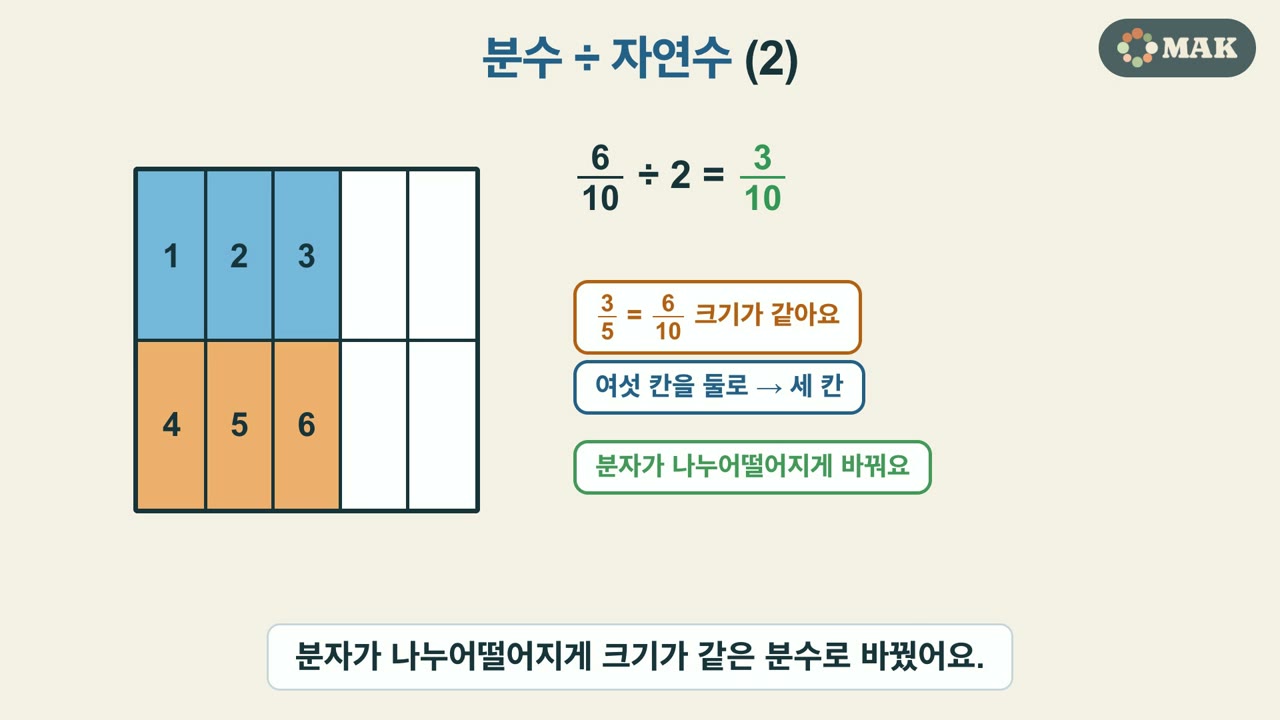 분수 ÷ 자연수 (2)
MAK
6/10 ÷ 2 = 3/10
1 2 3
4 5 6
3/5 = 6/10 크기가 같아요
여섯 칸을 둘로 → 세 칸
분자가 나누어떨어지게 바꿔요
분자가 나누어떨어지게 크기가 같은 분수로 바꿨어요.